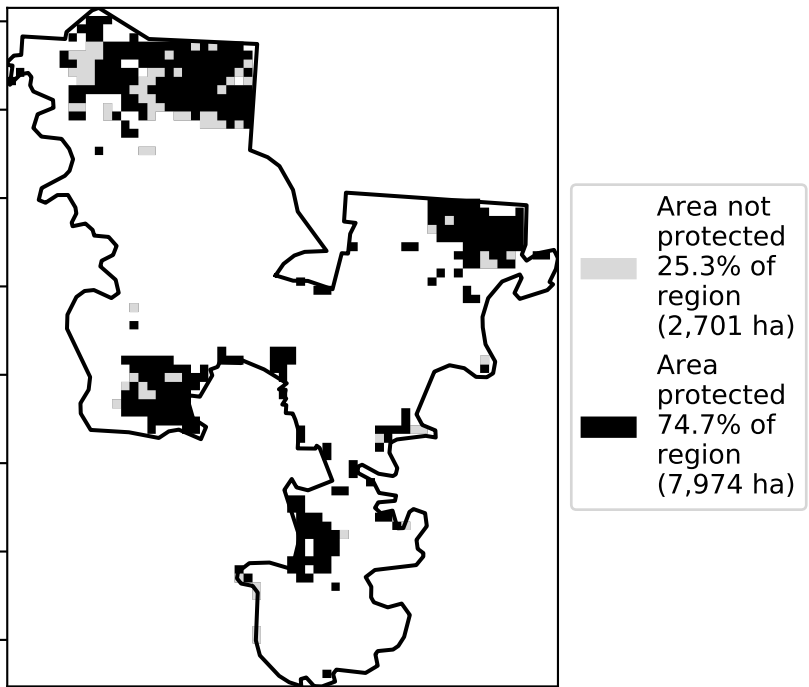 Area not
protected
25.3% of
region
(2,701 ha)
Area
protected
74.7% of
region
(7,974 ha)